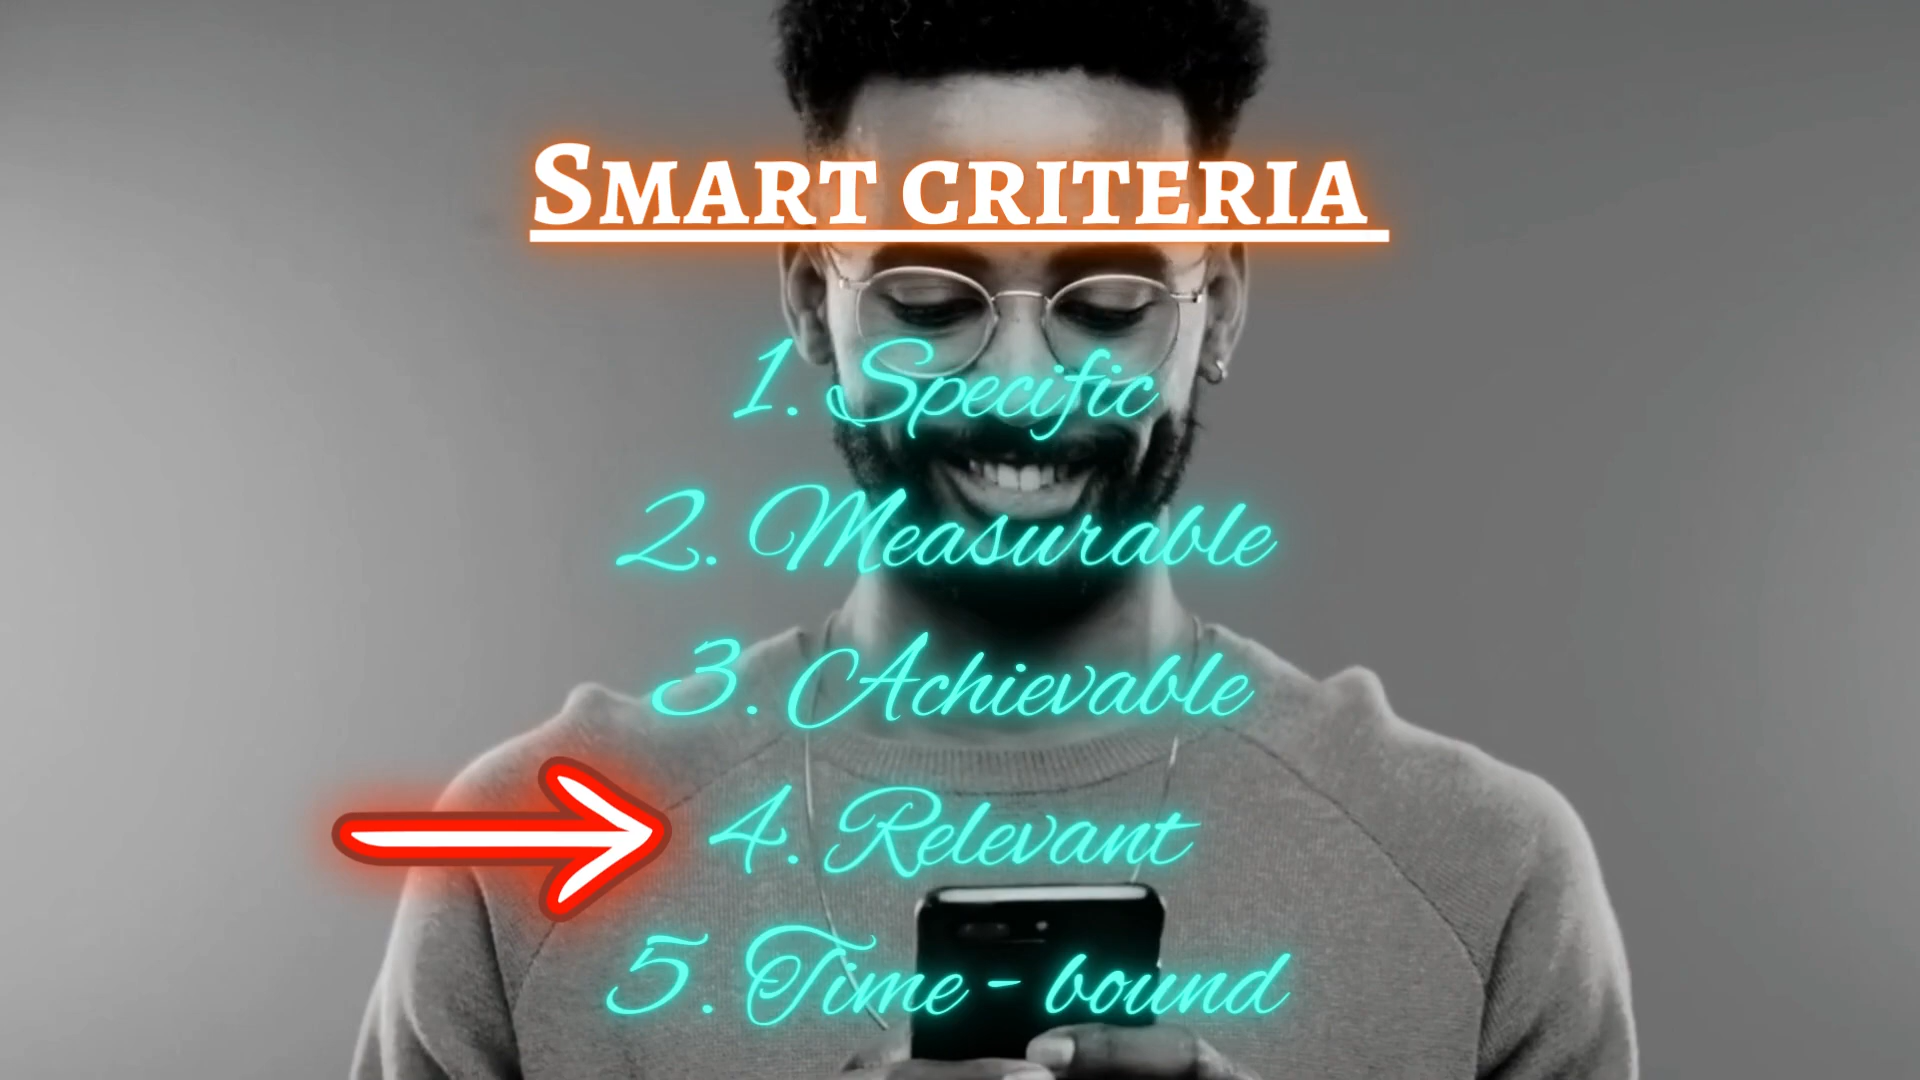 Smart criteria
1. Specific
2. Measurable
3. Achievable
4. Relevant
5. Time - bound